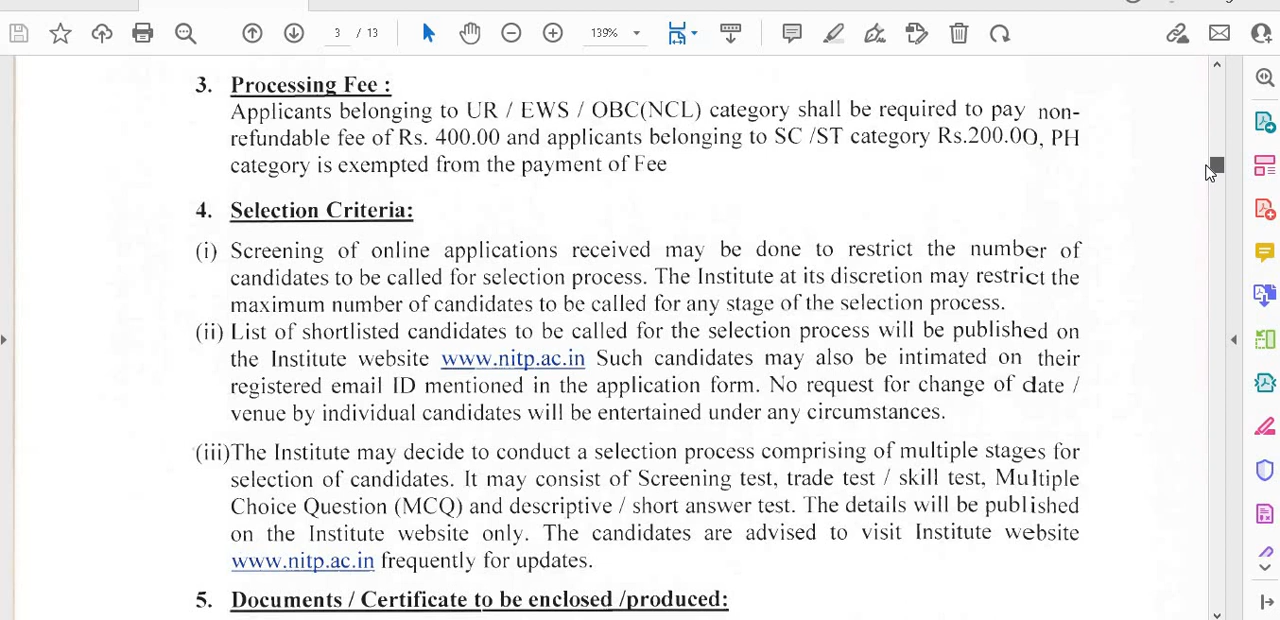 3 / 13
139%
3. Processing Fee :
Applicants belonging to UR / EWS / OBC(NCL) category shall be required to pay non-
refundable fee of Rs. 400.00 and applicants belonging to SC /ST category Rs.200.00, PH
category is exempted from the payment of Fee
4. Selection Criteria:
(i) Screening of online applications received may be done to restrict the number of
candidates to be called for selection process. The Institute at its discretion may restrict the
maximum number of candidates to be called for any stage of the selection process.
(ii) List of shortlisted candidates to be called for the selection process will be published on
the Institute website www.nitp.ac.in Such candidates may also be intimated on their
registered email ID mentioned in the application form. No request for change of date /
venue by individual candidates will be entertained under any circumstances.
(iii)The Institute may decide to conduct a selection process comprising of multiple stages for
selection of candidates. It may consist of Screening test, trade test / skill test, Multiple
Choice Question (MCQ) and descriptive / short answer test. The details will be published
on the Institute website only. The candidates are advised to visit Institute website
www.nitp.ac.in frequently for updates.
5. Documents / Certificate to be enclosed /produced: